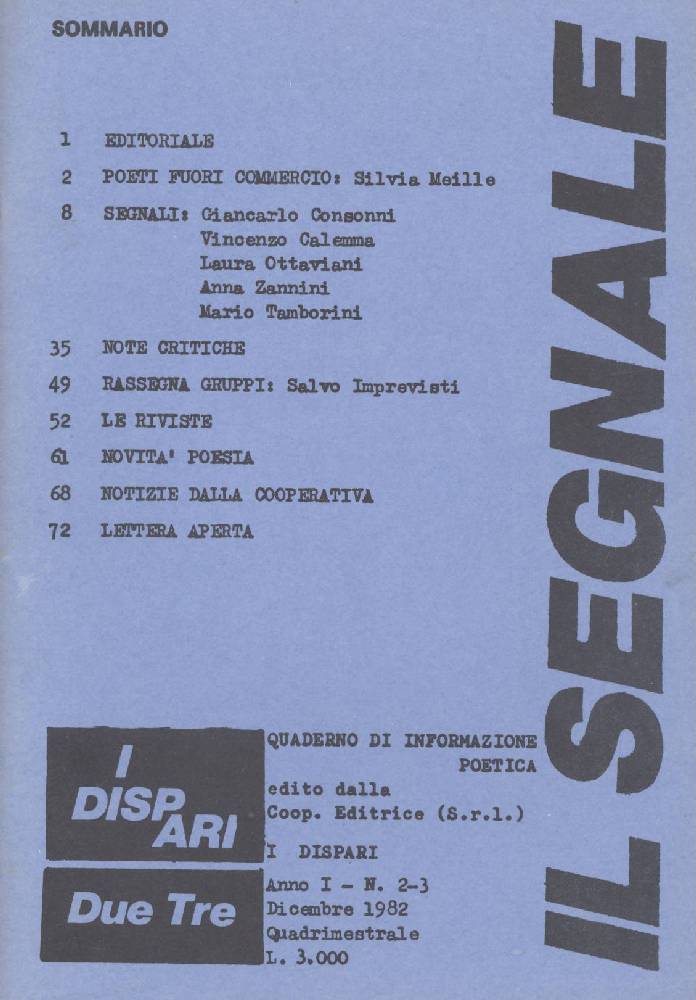 SOMMARIO
1 EDITORIALE
2 POETI FUORI COMMERCIO: Silvia Meille
8 SEGNALI: Giancarlo Consonni
Vincenzo Calemma
Laura Ottaviani
Anna Zannini
Mario Tamborini
35 NOTE CRITICHE
49 RASSEGNA GRUPPI: Salvo Imprevisti
52 LE RIVISTE
61 NOVITA' POESIA
68 NOTIZIE DALLA COOPERATIVA
72 LETTERA APERTA
IL SEGNALE
I
DISP
ARI
Due Tre
QUADERNO DI INFORMAZIONE
POETICA
edito dalla
Coop. Editrice (S.r.l.)
I DISPARI
Anno I - N. 2-3
Dicembre 1982
Quadrimestrale
L. 3.000